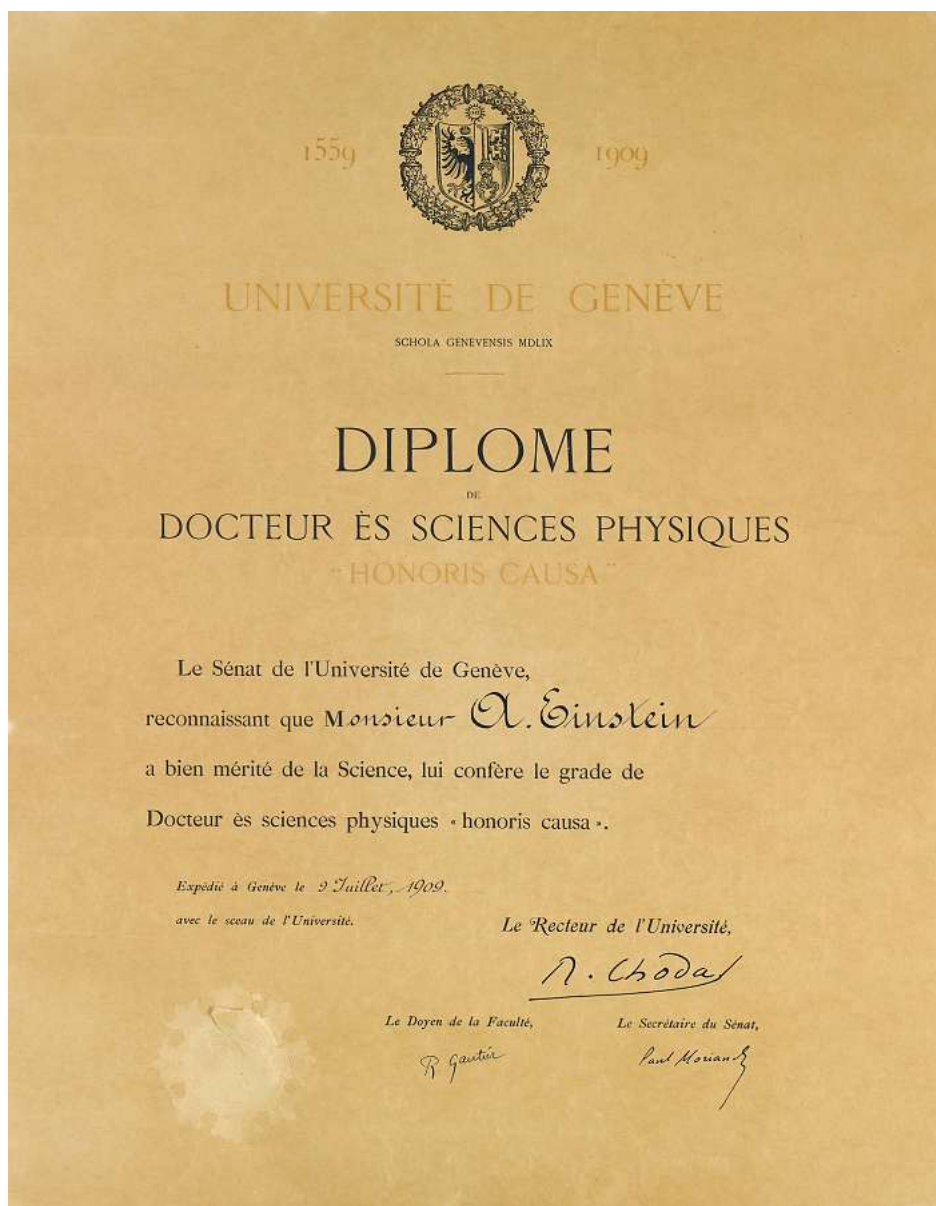 1559 1909
UNIVERSITÉ DE GENÈVE
SCHOLA GENEVENSIS MDLIX
DIPLOME
DE
DOCTEUR ÈS SCIENCES PHYSIQUES
"HONORIS CAUSA"
Le Sénat de l'Université de Genève,
reconnaissant que Monsieur A. Einstein
a bien mérité de la Science, lui confère le grade de
Docteur ès sciences physiques « honoris causa ».
Expédié à Genève le 9 Juillet, 1909.
avec le sceau de l'Université.
Le Recteur de l'Université,
R. Chodat
Le Doyen de la Faculté, Le Secrétaire du Sénat,
R Gautier Paul Moriand